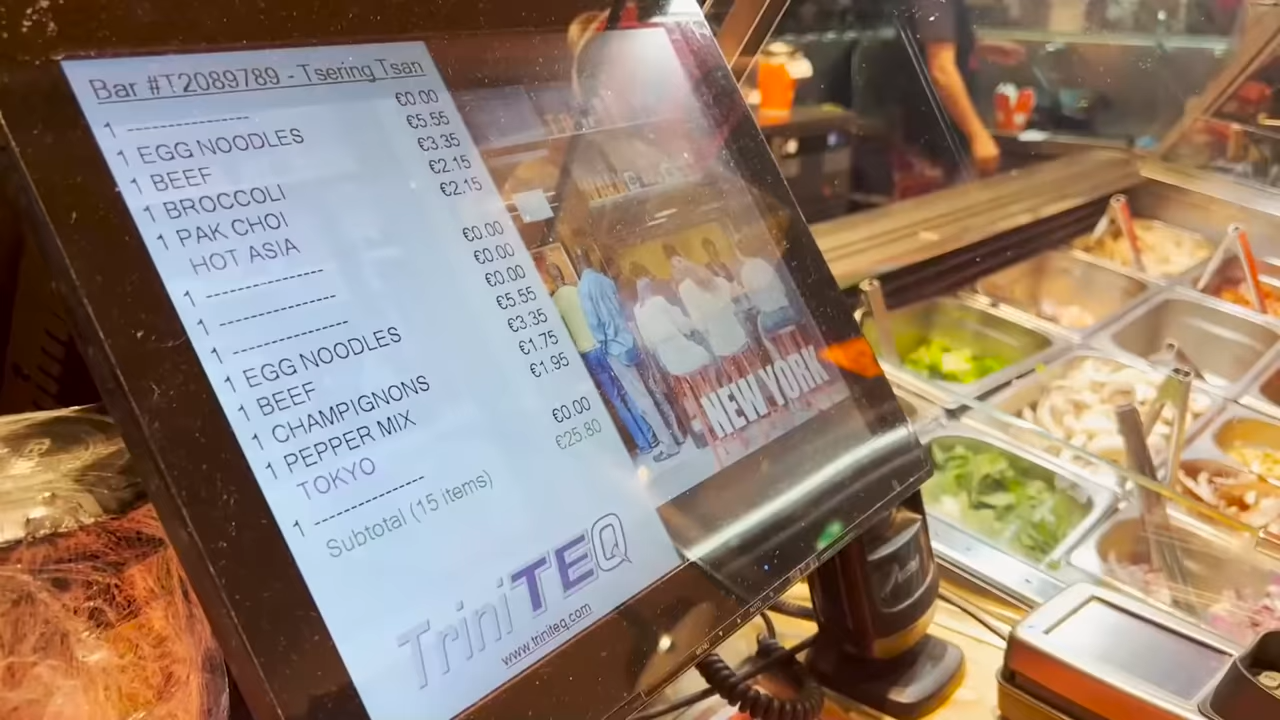 Bar #T2089789 - Tsering Tsan
1 --------------- €0.00
1 EGG NOODLES €5.55
1 BEEF €3.35
1 BROCCOLI €2.15
1 PAK CHOI €2.15
HOT ASIA
1 --------------- €0.00
1 --------------- €0.00
1 --------------- €0.00
1 EGG NOODLES €5.55
1 BEEF €3.35
1 CHAMPIGNONS €1.75
1 PEPPER MIX €1.95
TOKYO
1 --------------- €0.00
Subtotal (15 items) €25.80
TriniTEQ
www.triniteq.com
NEW YORK